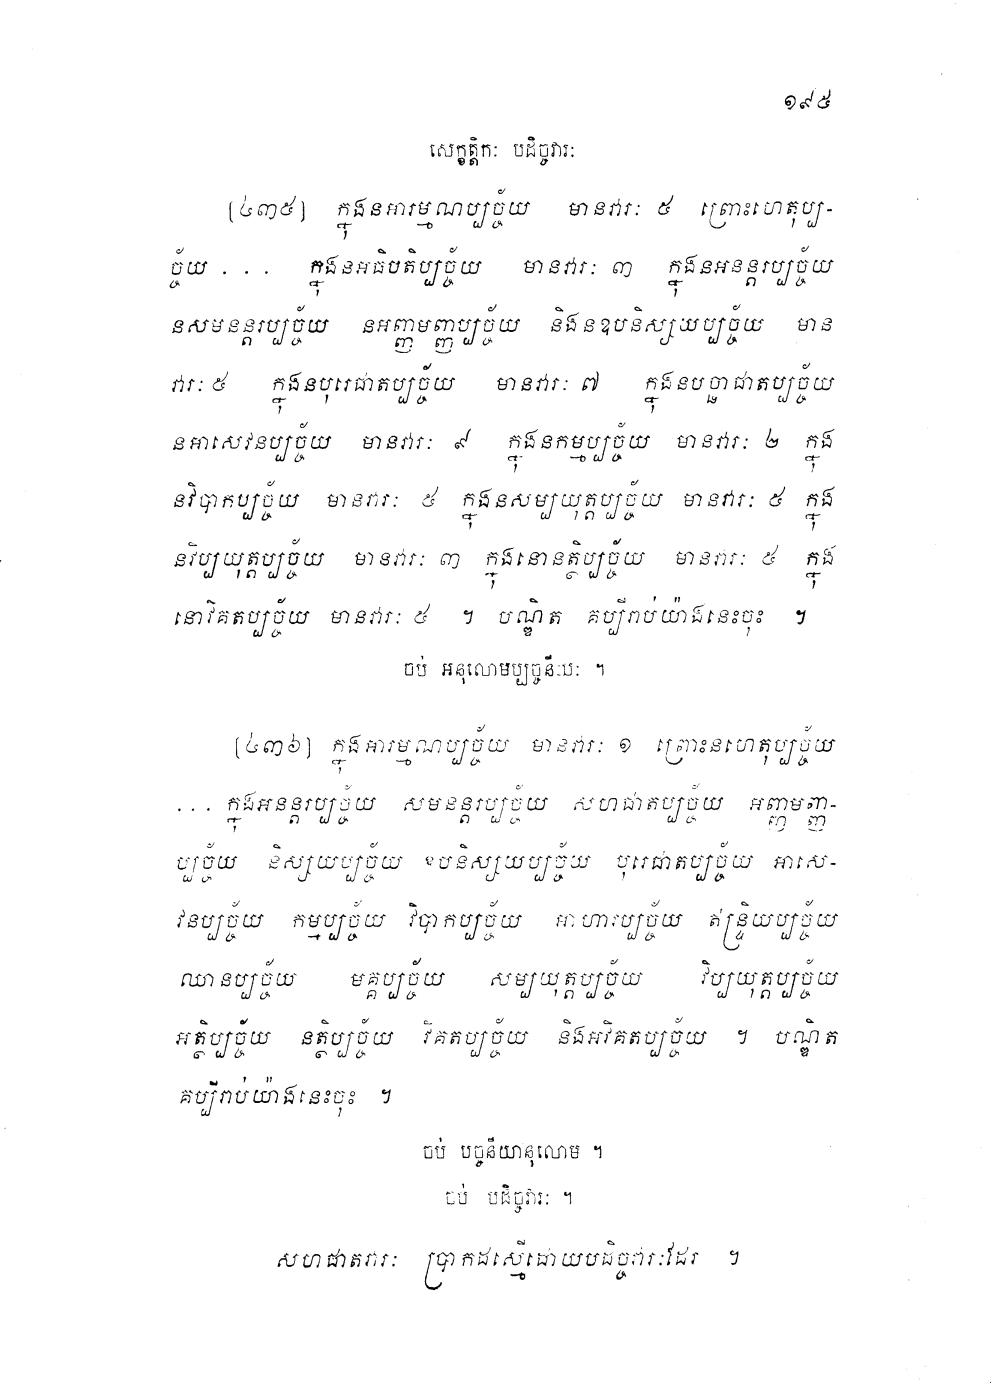 ១៩៥
សេក្ខត្តិកៈ បដិច្ចវារៈ
(៤៣៥) ក្នុងនអារម្មណប្បច្ច័យ មានវារៈ ៥ ព្រោះហេតុប្ប-
ច្ច័យ . . . ក្នុងនអធិបតិប្បច្ច័យ មានវារៈ ៣ ក្នុងនអនន្តរប្បច្ច័យ
នសមនន្តរប្បច្ច័យ នអញ្ញាមញ្ញាប្បច្ច័យ និងនឧបនិស្សយប្បច្ច័យ មាន
វារៈ ៥ ក្នុងនបុរេជាតប្បច្ច័យ មានវារៈ ៧ ក្នុងនបច្ឆាជាតប្បច្ច័យ
នអាសេវនប្បច្ច័យ មានវារៈ ៩ ក្នុងនកម្មប្បច្ច័យ មានវារៈ ២ ក្នុង
នវិបាកប្បច្ច័យ មានវារៈ ៥ ក្នុងនសម្បយុត្តប្បច្ច័យ មានវារៈ ៥ ក្នុង
នវិប្បយុត្តប្បច្ច័យ មានវារៈ ៣ ក្នុងនោនត្ថិប្បច្ច័យ មានវារៈ ៥ ក្នុង
នោវិគតប្បច្ច័យ មានវារៈ ៥ ។ បណ្ឌិត គប្បីរាប់យ៉ាងនេះចុះ ។
ចប់ អនុលោមប្បច្ចនីយៈ ។
(៤៣៦) ក្នុងអារម្មណប្បច្ច័យ មានវារៈ ១ ព្រោះនហេតុប្បច្ច័យ
. . . ក្នុងអនន្តរប្បច្ច័យ សមនន្តរប្បច្ច័យ សហជាតប្បច្ច័យ អញ្ញាមញ្ញា-
ប្បច្ច័យ និស្សយប្បច្ច័យ ឧបនិស្សយប្បច្ច័យ បុរេជាតប្បច្ច័យ អាសេ-
វនប្បច្ច័យ កម្មប្បច្ច័យ វិបាកប្បច្ច័យ អាហារប្បច្ច័យ ឥន្ទ្រិយប្បច្ច័យ
ឈានប្បច្ច័យ មគ្គប្បច្ច័យ សម្បយុត្តប្បច្ច័យ វិប្បយុត្តប្បច្ច័យ
អត្ថិប្បច្ច័យ នត្ថិប្បច្ច័យ វិគតប្បច្ច័យ និងអវិគតប្បច្ច័យ ។ បណ្ឌិត
គប្បីរាប់យ៉ាងនេះចុះ ។
ចប់ បច្ចនីយានុលោម ។
ចប់ បដិច្ចវារៈ ។
សហជាតវារៈ ប្រាកដស្មើដោយបដិច្ចវារៈដែរ ។